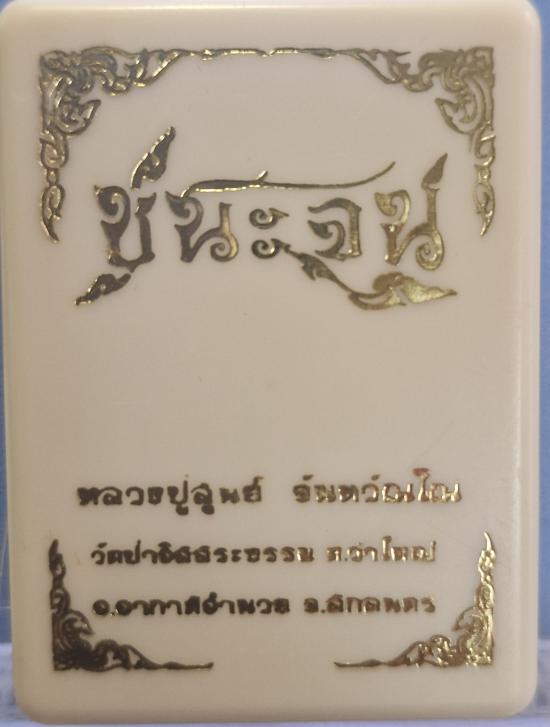 ชนะจน
หลวงปู่สูนย์ จันทวัณโณ
วัดป่าอิสสระธรรม ต.วาใหญ่
อ.อากาศอำนวย จ.สกลนคร